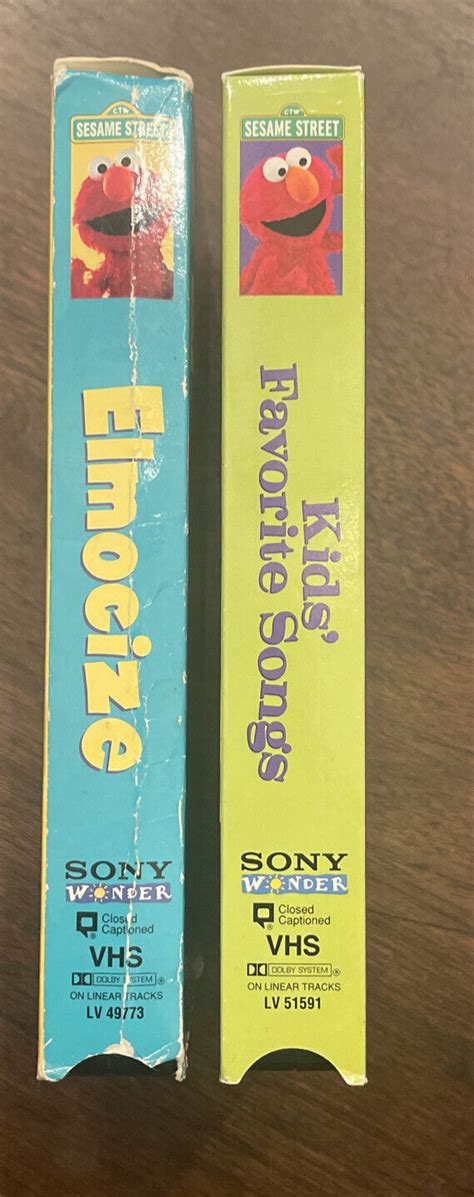 CTW
SESAME STREET
Elmocize
SONY
WONDER
Closed
Captioned
VHS
DOLBY SYSTEM ®
ON LINEAR TRACKS
LV 49773
CTW
SESAME STREET
Kids'
Favorite Songs
SONY
WONDER
Closed
Captioned
VHS
DOLBY SYSTEM ®
ON LINEAR TRACKS
LV 51591